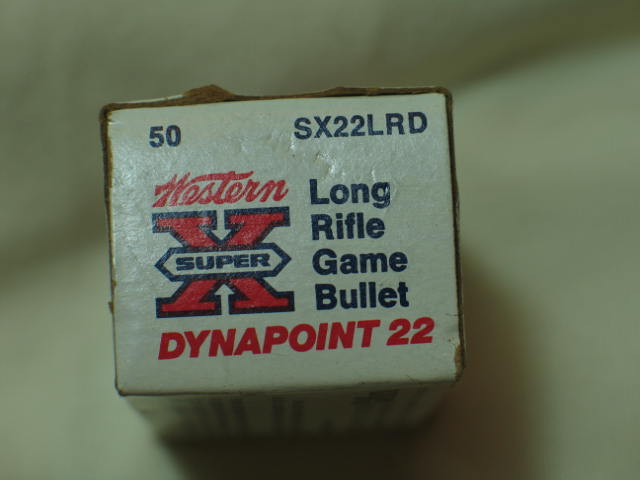 50 SX22LRD
Western
X
SUPER
Long
Rifle
Game
Bullet
DYNAPOINT 22